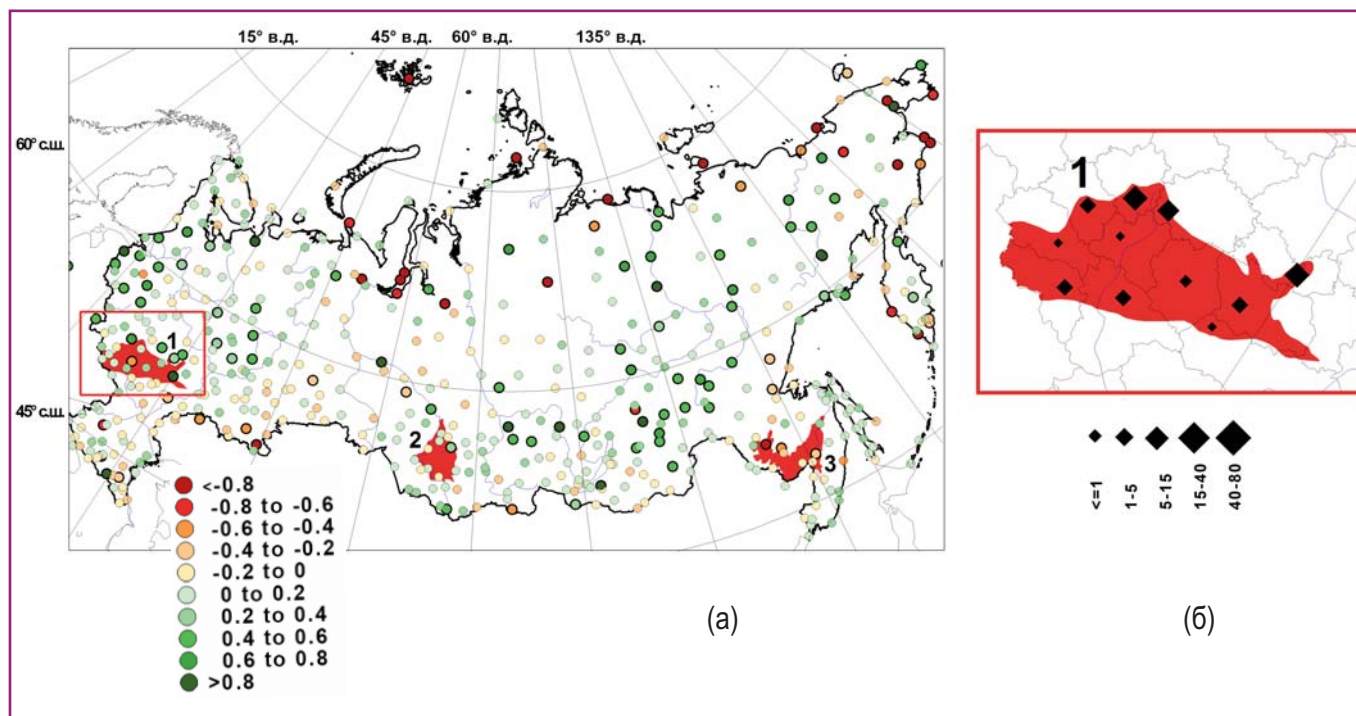 15° в.д. 45° в.д. 60° в.д. 135° в.д.
60° с.ш.
45° с.ш.
1
2
3
<-0.8
-0.8 to -0.6
-0.6 to -0.4
-0.4 to -0.2
-0.2 to 0
0 to 0.2
0.2 to 0.4
0.4 to 0.6
0.6 to 0.8
>0.8
(а)
1
<=1
1-5
5-15
15-40
40-80
(б)